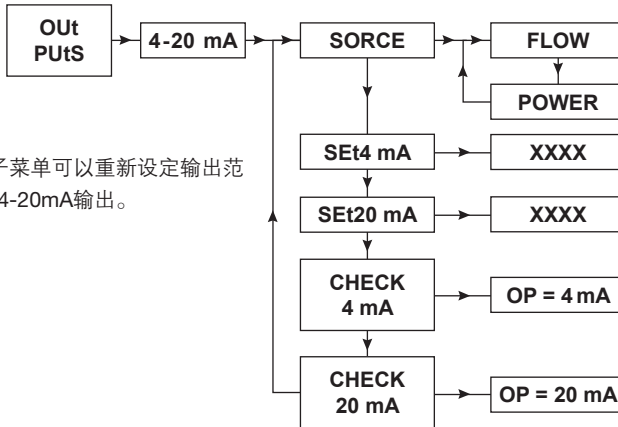 OUt
PUtS
4-20 mA
SORCE
FLOW
POWER
子菜单可以重新设定输出范
4-20mA输出。
SEt4 mA
XXXX
SEt20 mA
XXXX
CHECK
4 mA
OP = 4 mA
CHECK
20 mA
OP = 20 mA